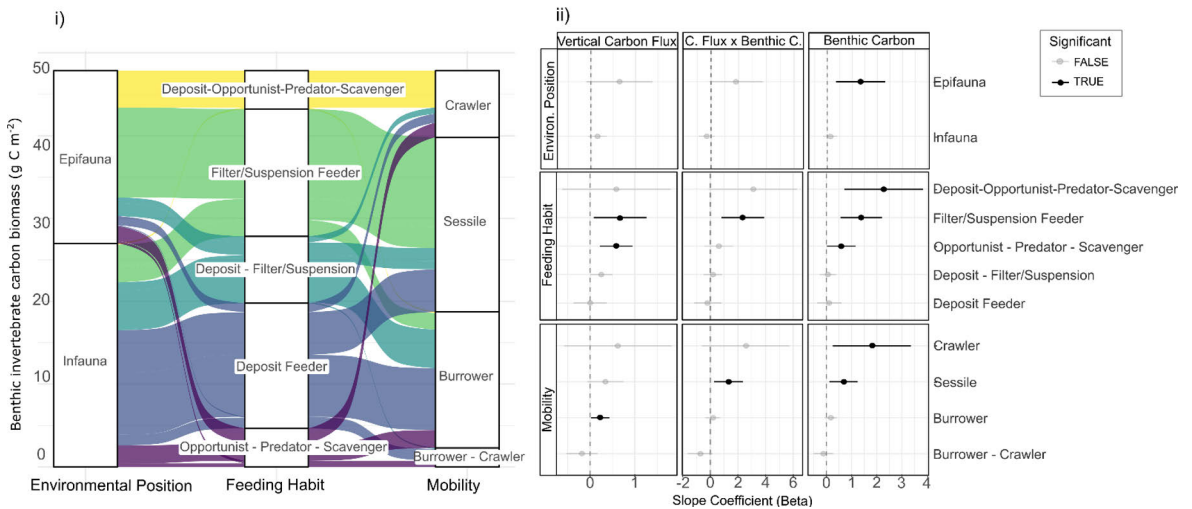 i)
Benthic invertebrate carbon biomass (g C m⁻²)
50
40
30
20
10
0
Epifauna
Infauna
Deposit-Opportunist-Predator-Scavenger
Filter/Suspension Feeder
Deposit - Filter/Suspension
Deposit Feeder
Opportunist - Predator - Scavenger
Crawler
Sessile
Burrower
Burrower - Crawler
Environmental Position
Feeding Habit
Mobility
ii)
Vertical Carbon Flux
C. Flux x Benthic C.
Benthic Carbon
Significant
FALSE
TRUE
Environ. Position
Epifauna
Infauna
Feeding Habit
Deposit-Opportunist-Predator-Scavenger
Filter/Suspension Feeder
Opportunist - Predator - Scavenger
Deposit - Filter/Suspension
Deposit Feeder
Mobility
Crawler
Sessile
Burrower
Burrower - Crawler
0 1
-2 0 2 4 6
0 1 2 3 4
Slope Coefficient (Beta)